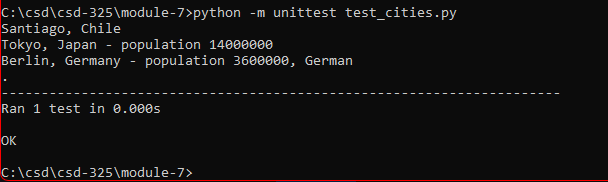 C:\csd\csd-325\module-7>python -m unittest test_cities.py
Santiago, Chile
Tokyo, Japan - population 14000000
Berlin, Germany - population 3600000, German
.
----------------------------------------------------------------------
Ran 1 test in 0.000s
OK
C:\csd\csd-325\module-7>